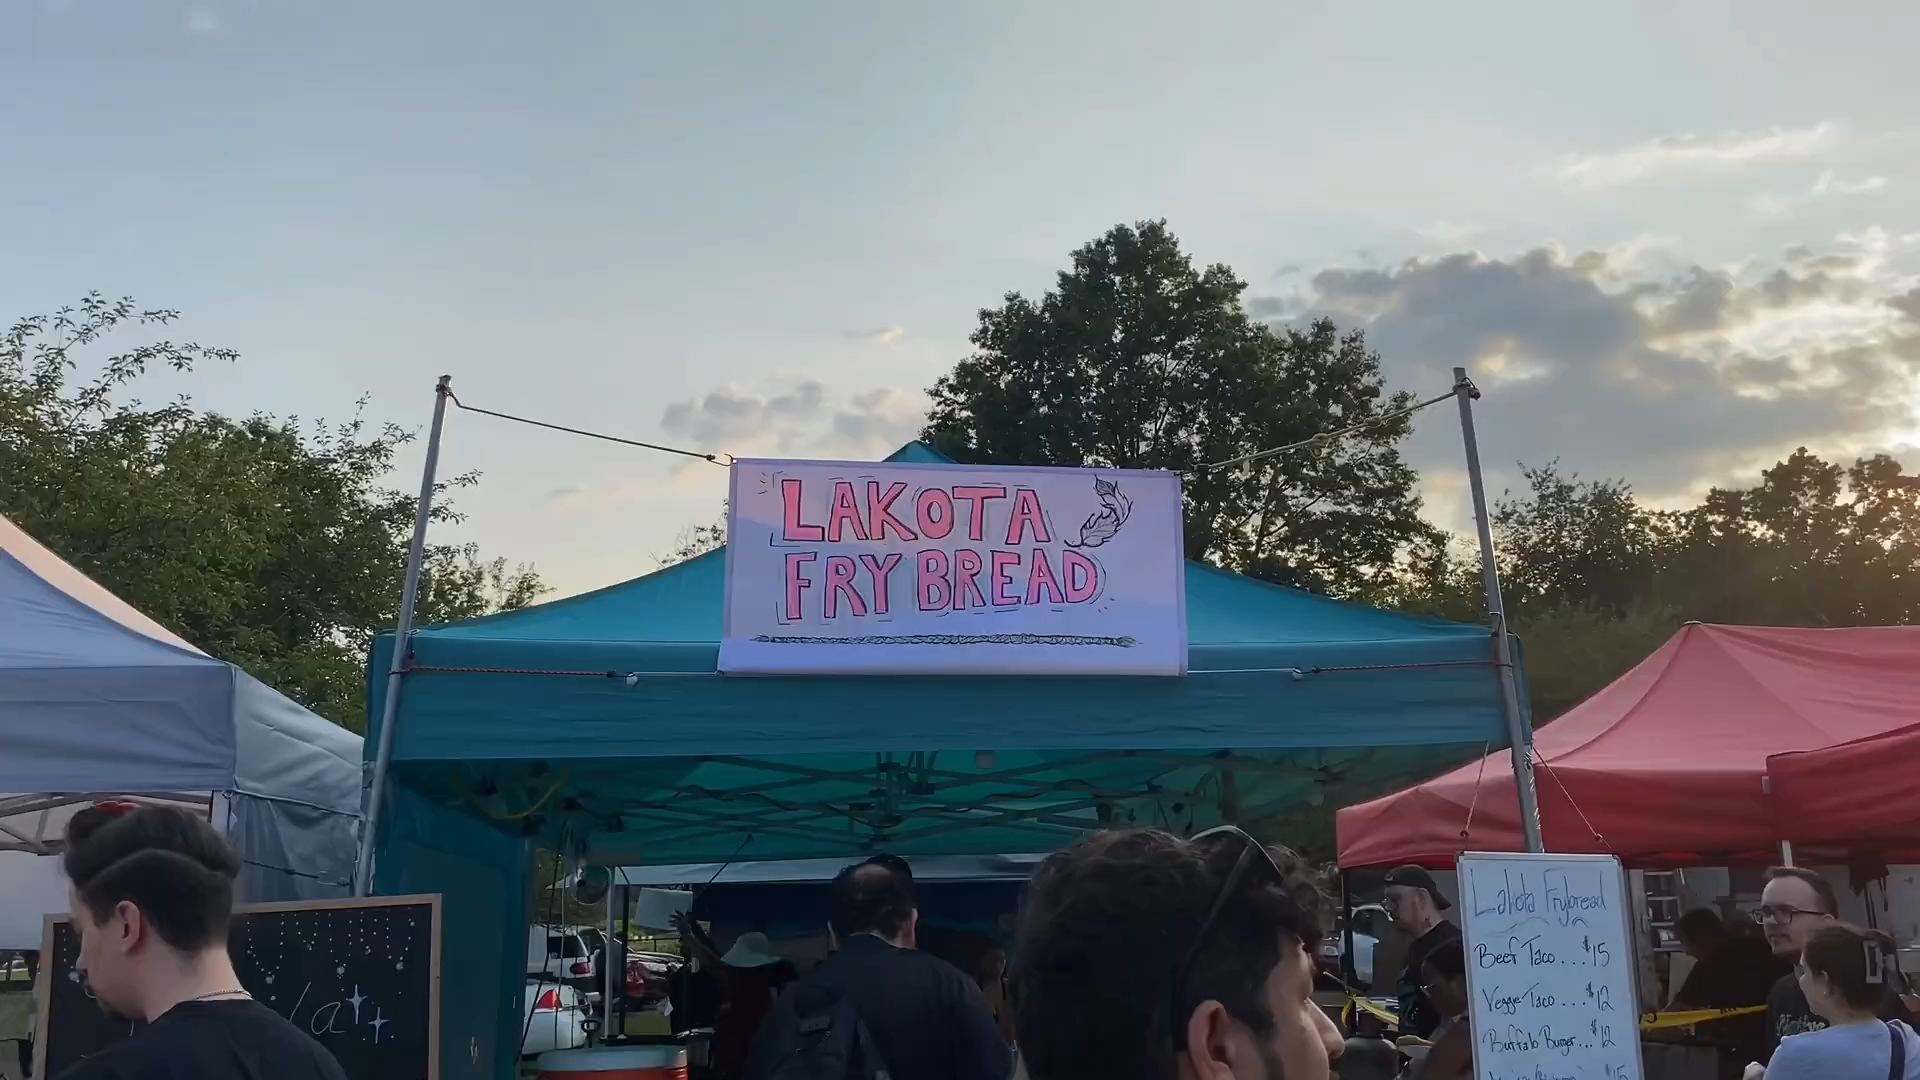 LAKOTA
FRY BREAD
Lakota Frybread
Beef Taco...$15
Veggie Taco...$12
Buffalo Burger...$12